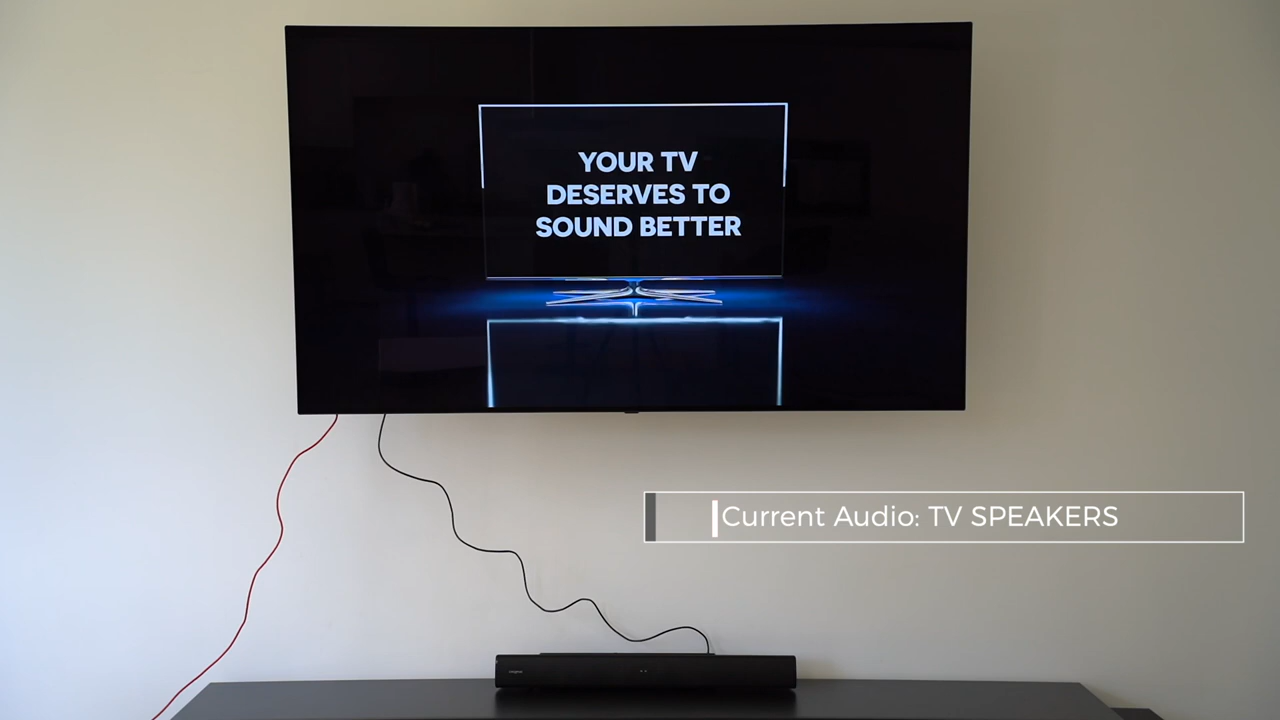 YOUR TV
DESERVES TO
SOUND BETTER
Current Audio: TV SPEAKERS